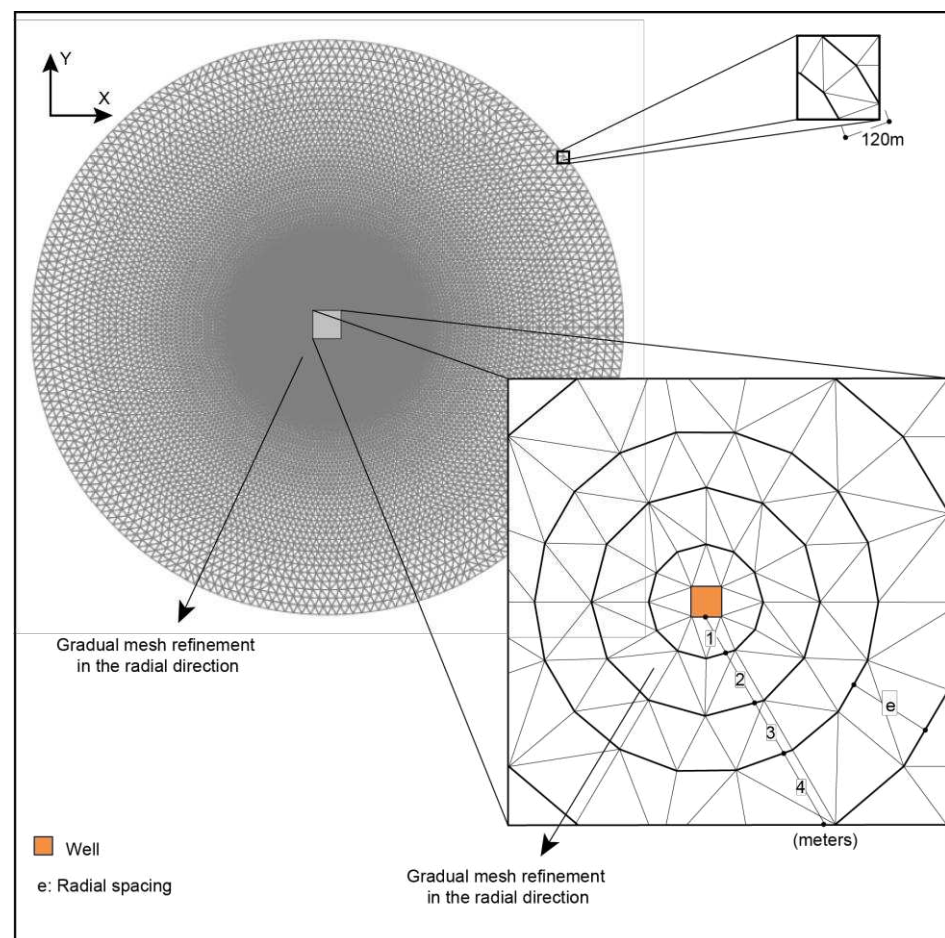 Y
X
120m
Gradual mesh refinement
in the radial direction
1
2
3
4
e
(meters)
Gradual mesh refinement
in the radial direction
Well
e: Radial spacing